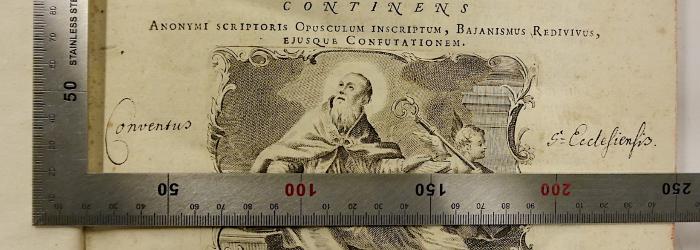 CONTINENS
ANONYMI SCRIPTORIS OPUSCULUM INSCRIPTUM, BAJANISMUS REDIVIVUS,
EJUSQUE CONFUTATIONEM.
Conventus
Ecclesiensis.
STAINLESS STE
50
50 100 150 200 250